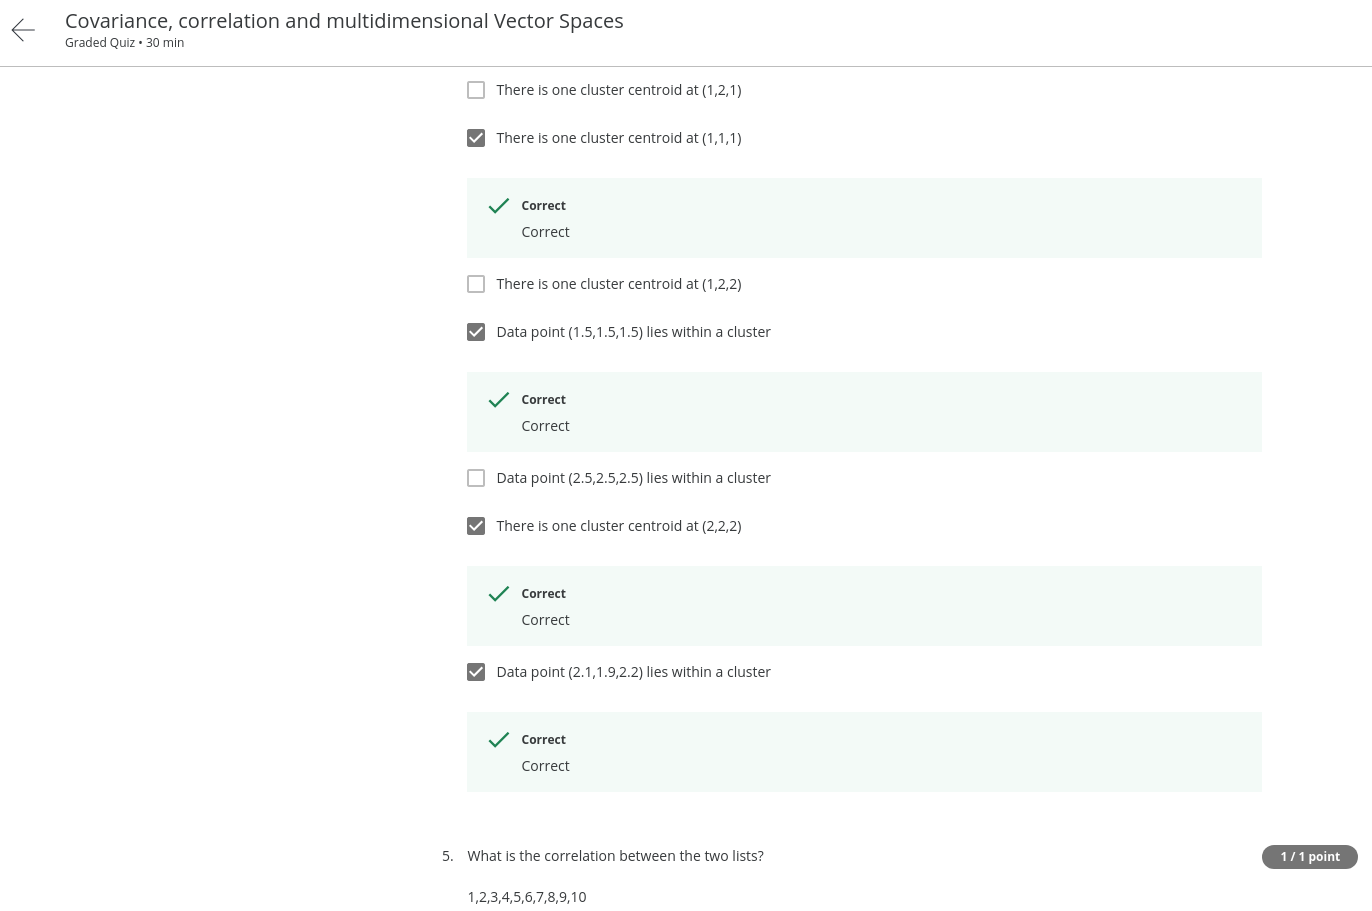 Covariance, correlation and multidimensional Vector Spaces
Graded Quiz • 30 min
There is one cluster centroid at (1,2,1)
There is one cluster centroid at (1,1,1)
Correct
Correct
There is one cluster centroid at (1,2,2)
Data point (1.5,1.5,1.5) lies within a cluster
Correct
Correct
Data point (2.5,2.5,2.5) lies within a cluster
There is one cluster centroid at (2,2,2)
Correct
Correct
Data point (2.1,1.9,2.2) lies within a cluster
Correct
Correct
5. What is the correlation between the two lists?
1 / 1 point
1,2,3,4,5,6,7,8,9,10